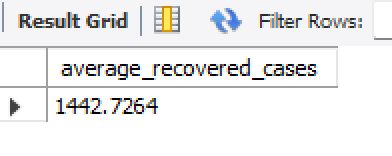 Result Grid Filter Rows:
average_recovered_cases
1442.7264